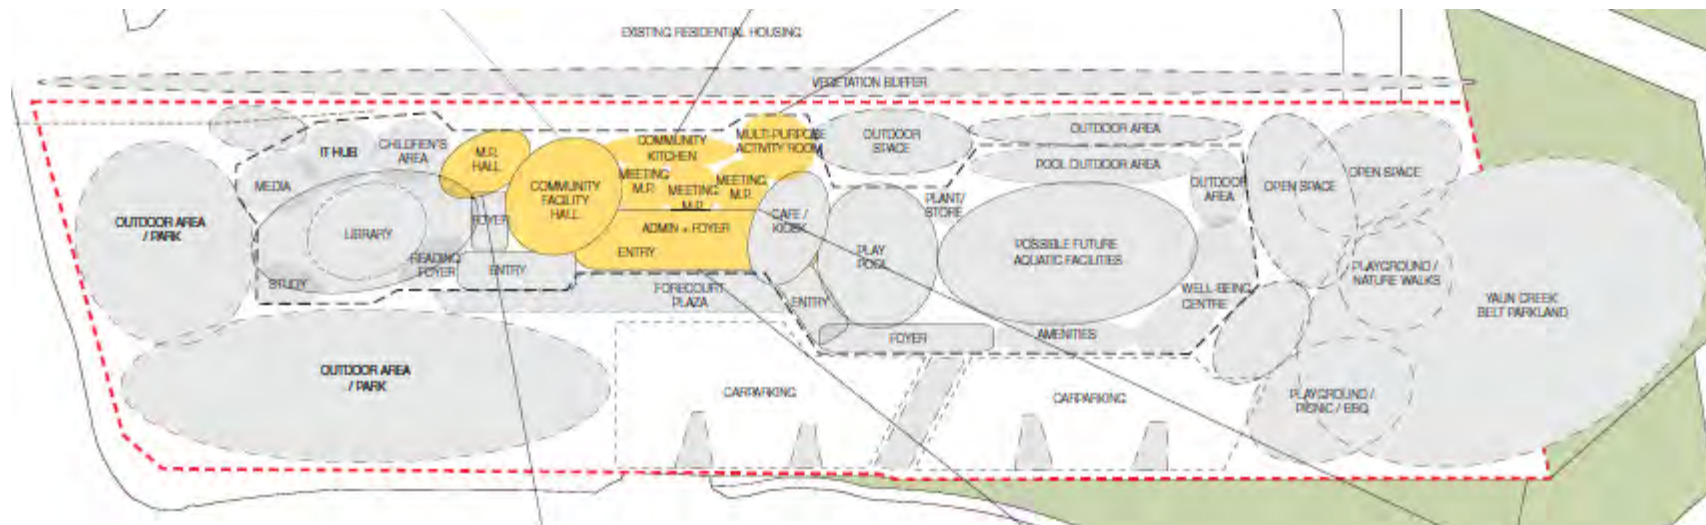 EXISTING RESIDENTIAL HOUSING
VEGETATION BUFFER
IT HUB
CHILDREN'S
AREA
MEDIA
M.P.
HALL
COMMUNITY
KITCHEN
MULTI-PURPOSE
ACTIVITY ROOM
OUTDOOR
SPACE
OUTDOOR AREA
POOL OUTDOOR AREA
OUTDOOR
AREA
OPEN SPACE
OPEN SPACE
OUTDOOR AREA
/ PARK
LIBRARY
FOYER
COMMUNITY
FACILITY
HALL
MEETING
M.P.
MEETING
M.P.
MEETING
M.P.
ADMIN + FOYER
ENTRY
CAFE /
KIOSK
PLANT/
STORE
PLAY
POOL
POSSIBLE FUTURE
AQUATIC FACILITIES
PLAYGROUND /
NATURE WALKS
READING
FOYER
ENTRY
STUDY
FORECOURT
PLAZA
ENTRY
WELL-BEING
CENTRE
YAUN CREEK
BELT PARKLAND
FOYER
AMENITIES
OUTDOOR AREA
/ PARK
CARPARKING
CARPARKING
PLAYGROUND /
PICNIC / BBQ